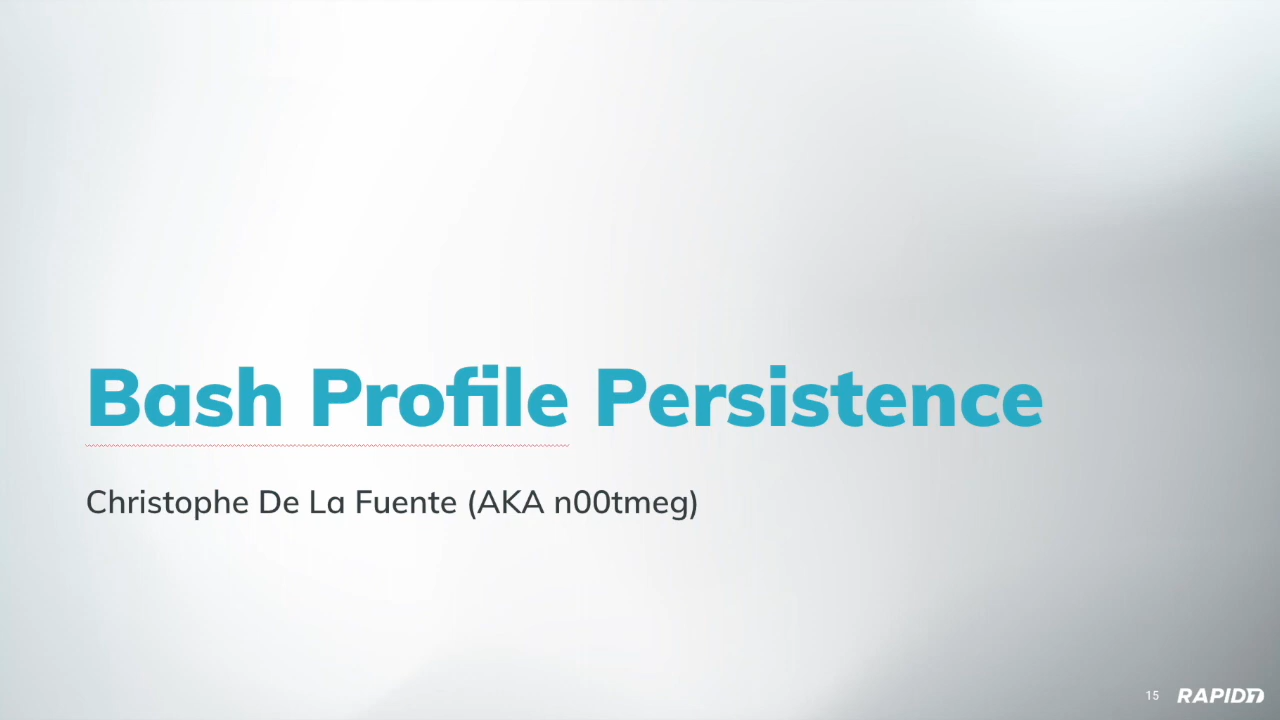 Bash Profile Persistence
Christophe De La Fuente (AKA n00tmeg)
15 RAPID7